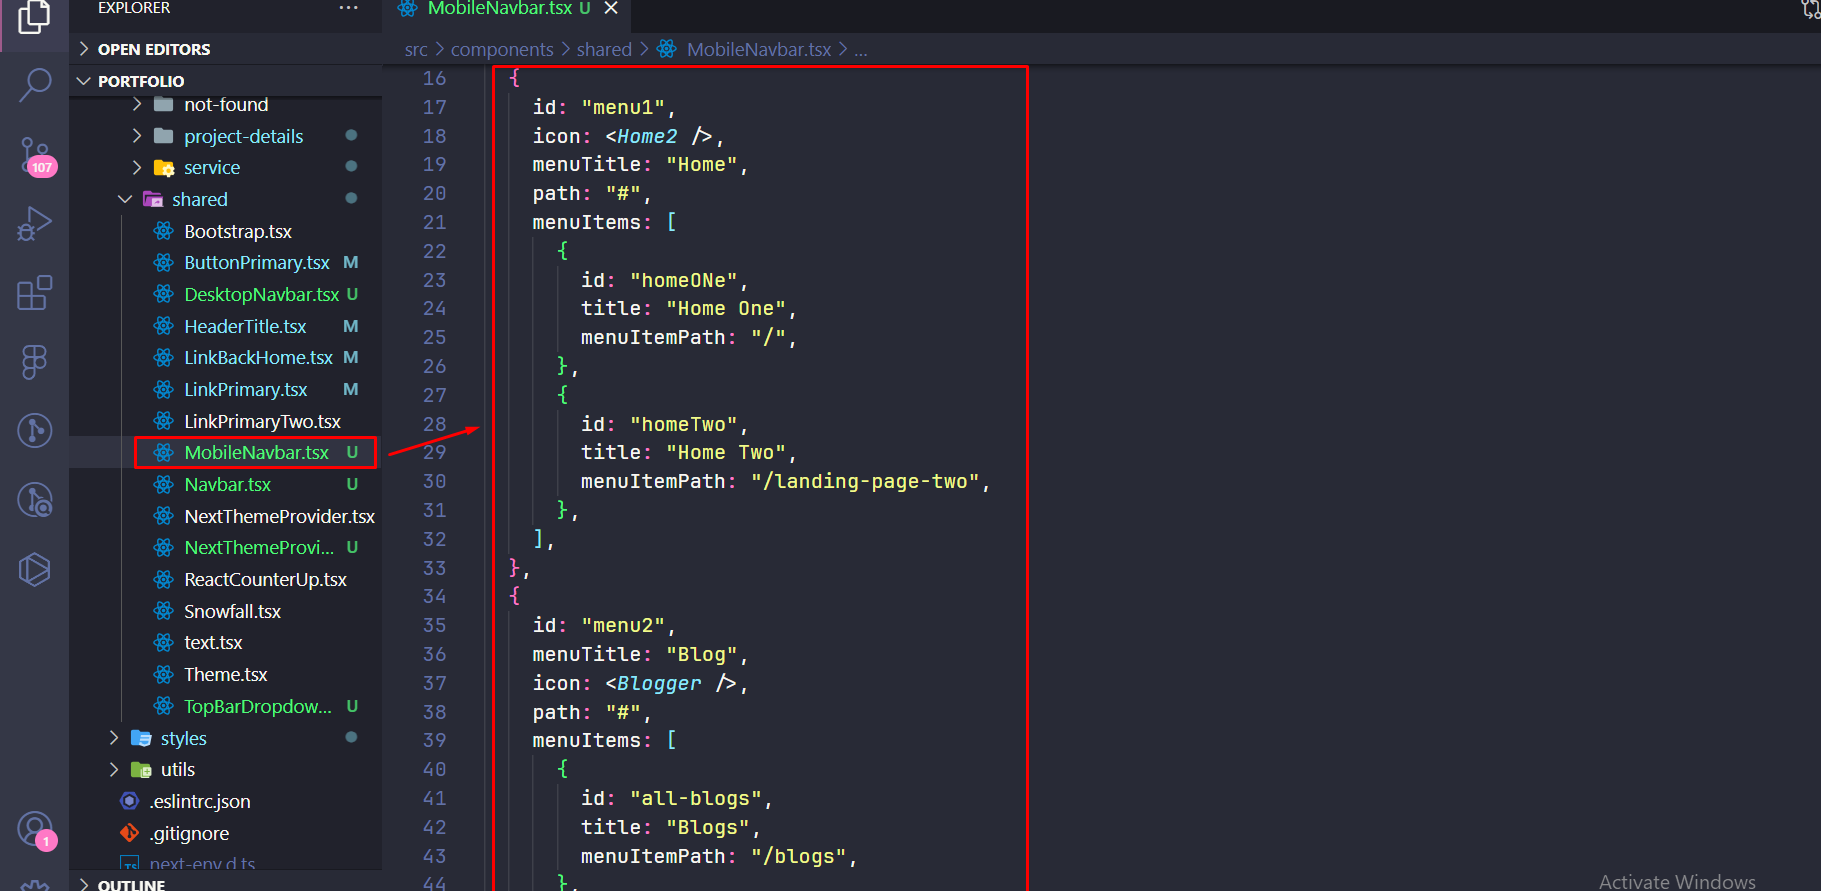 EXPLORER ...
OPEN EDITORS
PORTFOLIO
not-found
project-details
service
shared
Bootstrap.tsx
ButtonPrimary.tsx M
DesktopNavbar.tsx U
HeaderTitle.tsx M
LinkBackHome.tsx M
LinkPrimary.tsx M
LinkPrimaryTwo.tsx
MobileNavbar.tsx U
Navbar.tsx U
NextThemeProvider.tsx
NextThemeProvi... U
ReactCounterUp.tsx
Snowfall.tsx
text.tsx
Theme.tsx
TopBarDropdow... U
styles
utils
.eslintrc.json
.gitignore
TS next-env.d.ts
OUTLINE
107
1
MobileNavbar.tsx U
src > components > shared > MobileNavbar.tsx > ...
16 {
17 id: "menu1",
18 icon: <Home2 />,
19 menuTitle: "Home",
20 path: "#",
21 menuItems: [
22 {
23 id: "homeONe",
24 title: "Home One",
25 menuItemPath: "/",
26 },
27 {
28 id: "homeTwo",
29 title: "Home Two",
30 menuItemPath: "/landing-page-two",
31 },
32 ],
33 },
34 {
35 id: "menu2",
36 menuTitle: "Blog",
37 icon: <Blogger />,
38 path: "#",
39 menuItems: [
40 {
41 id: "all-blogs",
42 title: "Blogs",
43 menuItemPath: "/blogs",
44 },
Activate Windows